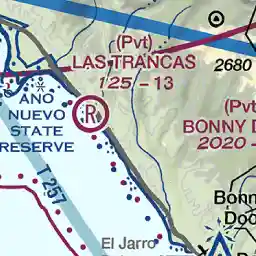 (Pvt)
LAS TRANCAS
125 - 13
2680
R
AÑO
NUEVO
STATE
RESERVE
(Pvt
BONNY D
2020 -
T 257
Bonn
Doo
El Jarro